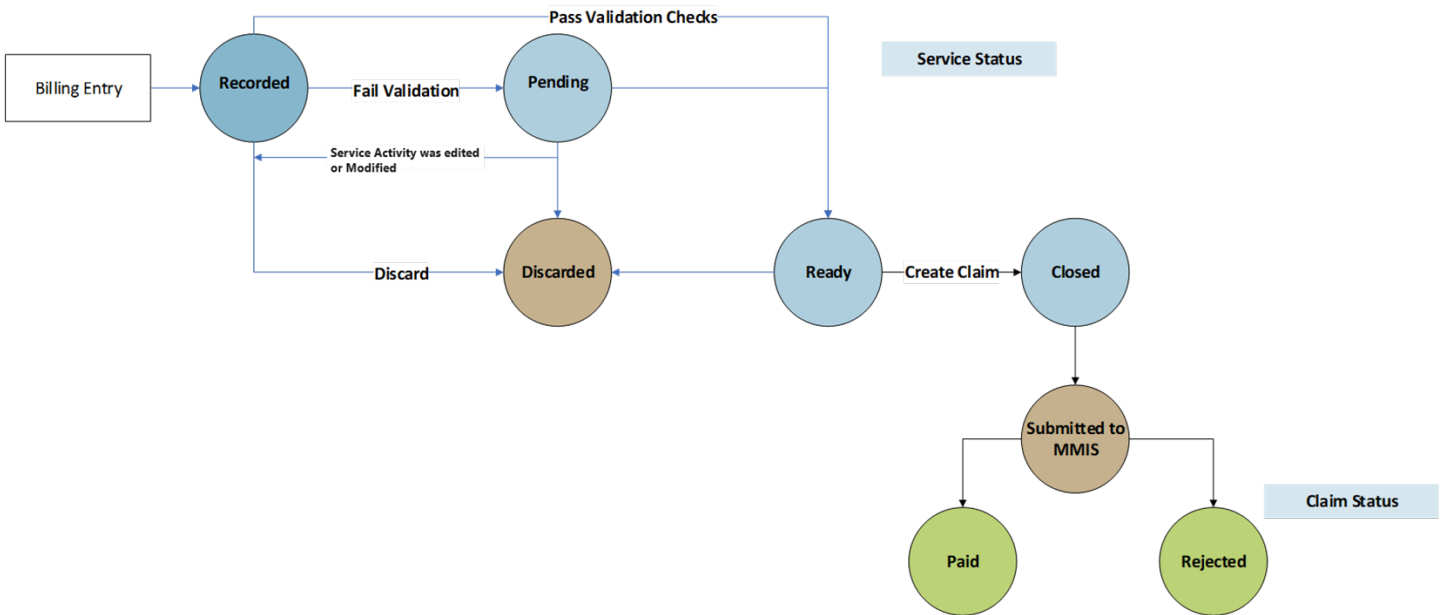 Pass Validation Checks
Service Status
Billing Entry
Recorded
Fail Validation
Pending
Service Activity was edited
or Modified
Discard
Discarded
Ready
Create Claim
Closed
Submitted to
MMIS
Claim Status
Paid
Rejected